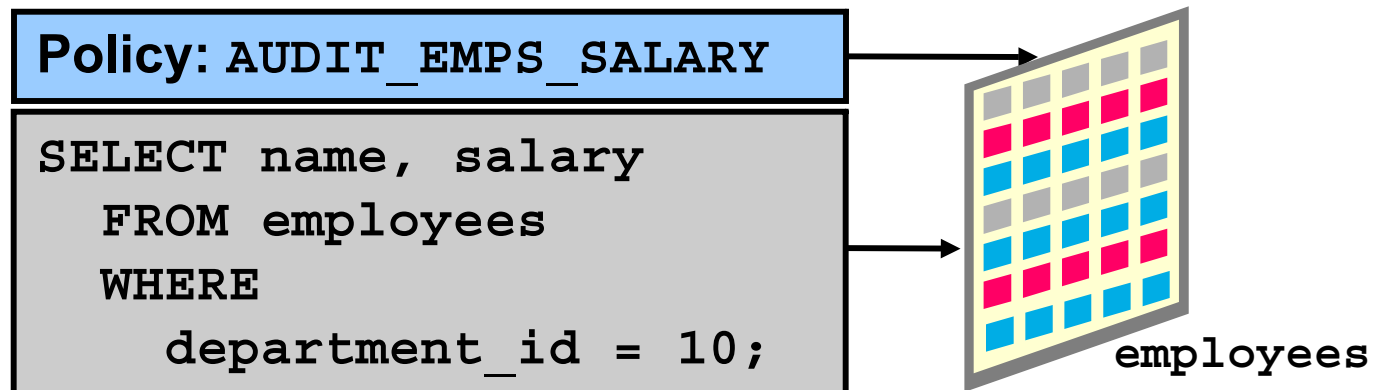 Policy: AUDIT_EMPS_SALARY
SELECT name, salary
FROM employees
WHERE
department_id = 10;
employees